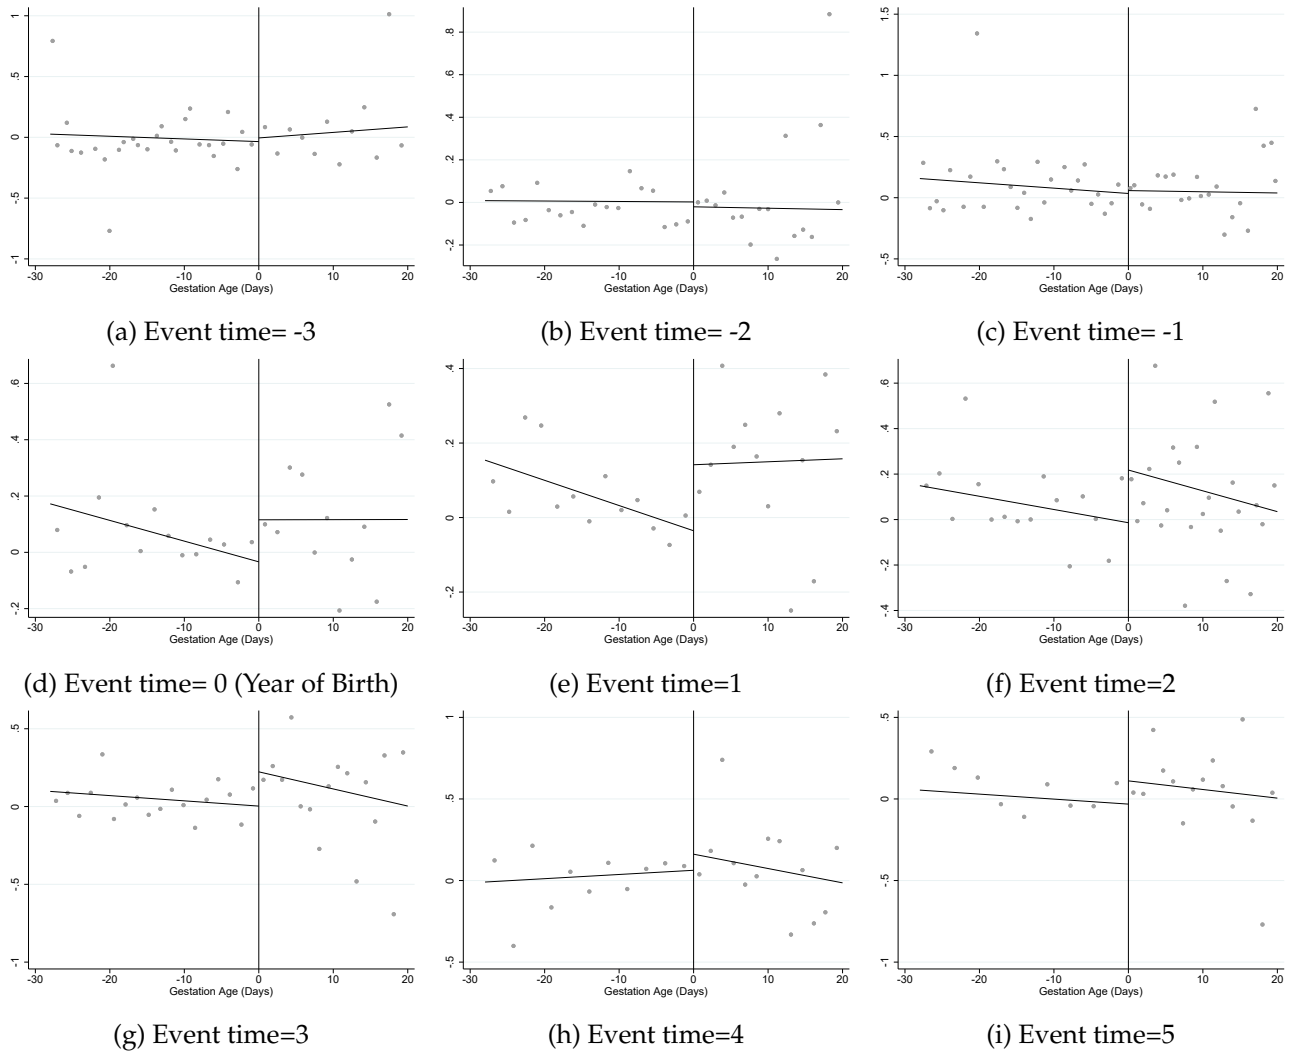 1
.5
0
-.5
-1
-30 -20 -10 0 10 20
Gestation Age (Days)
.8
.6
.4
.2
0
-.2
-30 -20 -10 0 10 20
Gestation Age (Days)
1.5
1
.5
0
-.5
-30 -20 -10 0 10 20
Gestation Age (Days)
(a) Event time= -3
(b) Event time= -2
(c) Event time= -1
.6
.4
.2
0
-.2
-30 -20 -10 0 10 20
Gestation Age (Days)
.4
.2
0
-.2
-30 -20 -10 0 10 20
Gestation Age (Days)
.6
.4
.2
0
-.2
-.4
-30 -20 -10 0 10 20
Gestation Age (Days)
(d) Event time= 0 (Year of Birth)
(e) Event time=1
(f) Event time=2
.5
0
-.5
-1
-30 -20 -10 0 10 20
Gestation Age (Days)
1
.5
0
-.5
-30 -20 -10 0 10 20
Gestation Age (Days)
.5
0
-.5
-1
-30 -20 -10 0 10 20
Gestation Age (Days)
(g) Event time=3
(h) Event time=4
(i) Event time=5